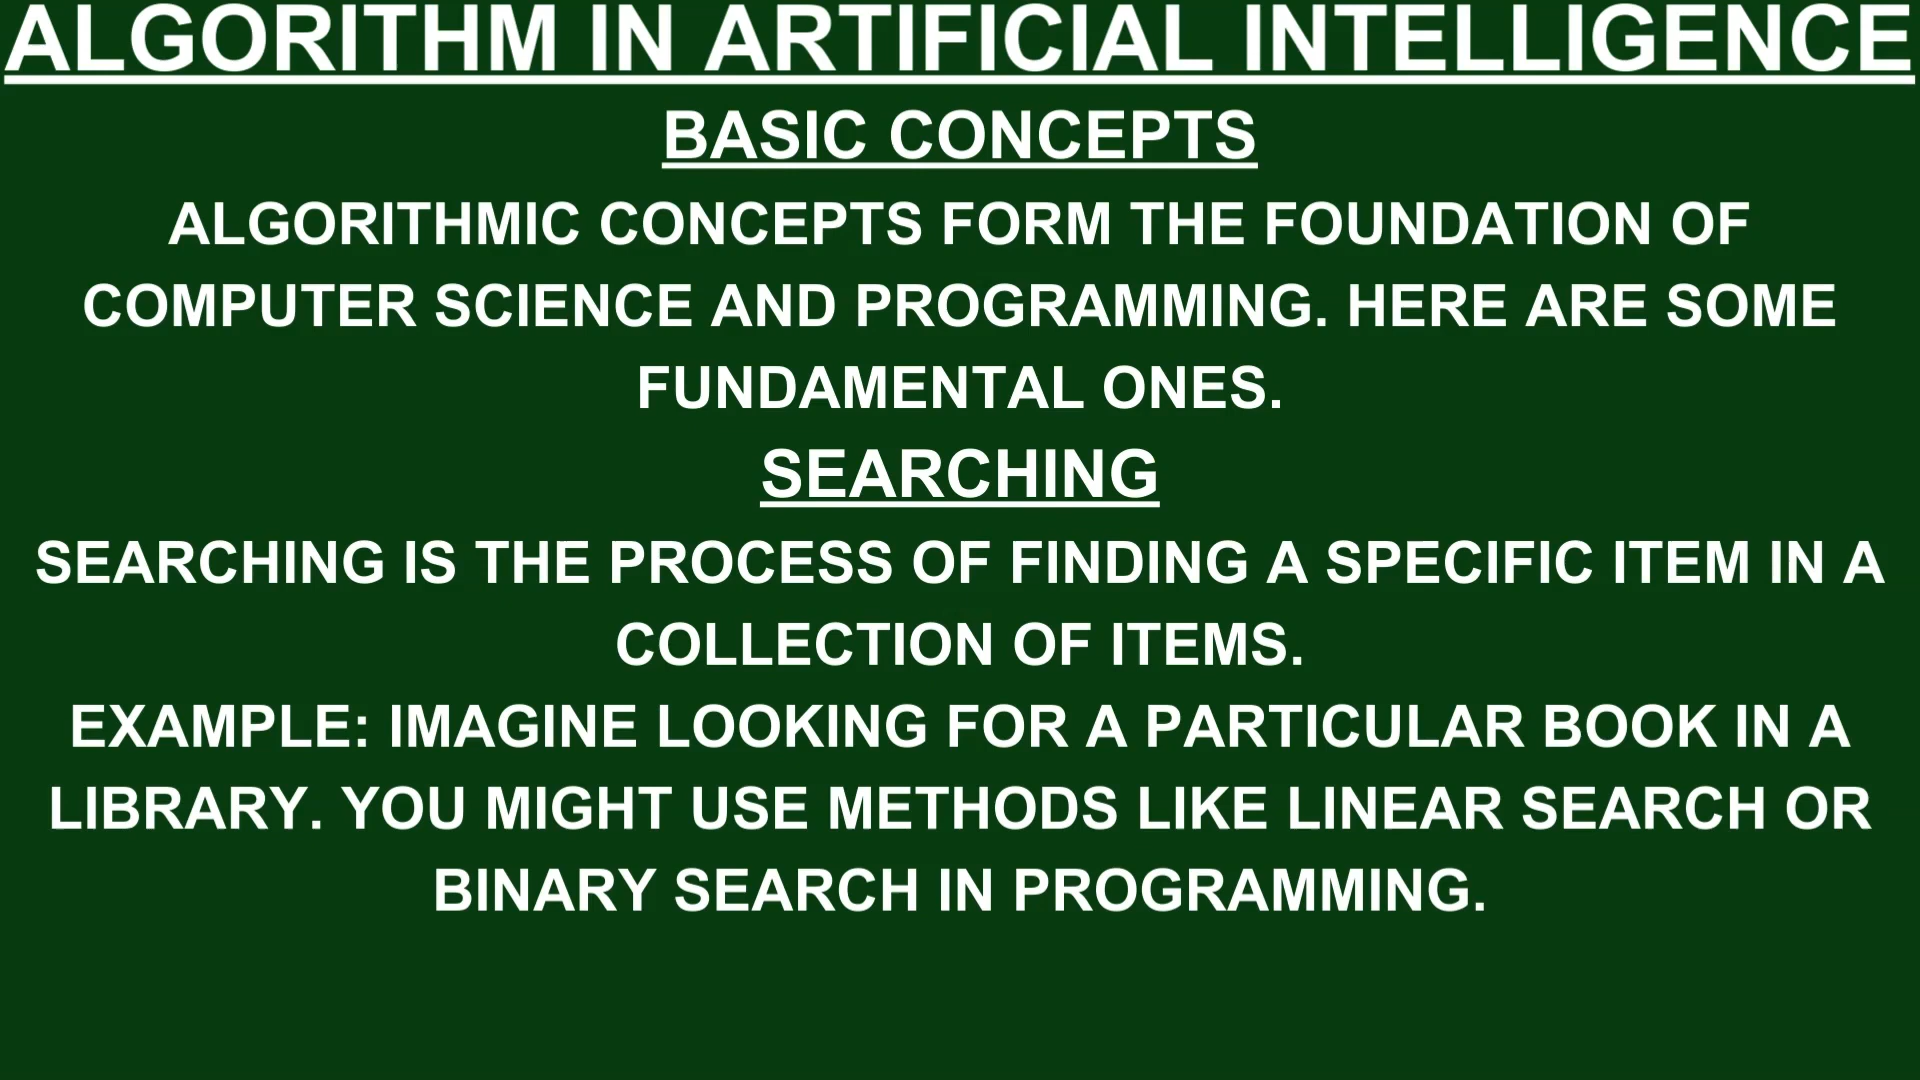 ALGORITHM IN ARTIFICIAL INTELLIGENCE
BASIC CONCEPTS
ALGORITHMIC CONCEPTS FORM THE FOUNDATION OF
COMPUTER SCIENCE AND PROGRAMMING. HERE ARE SOME
FUNDAMENTAL ONES.
SEARCHING
SEARCHING IS THE PROCESS OF FINDING A SPECIFIC ITEM IN A
COLLECTION OF ITEMS.
EXAMPLE: IMAGINE LOOKING FOR A PARTICULAR BOOK IN A
LIBRARY. YOU MIGHT USE METHODS LIKE LINEAR SEARCH OR
BINARY SEARCH IN PROGRAMMING.